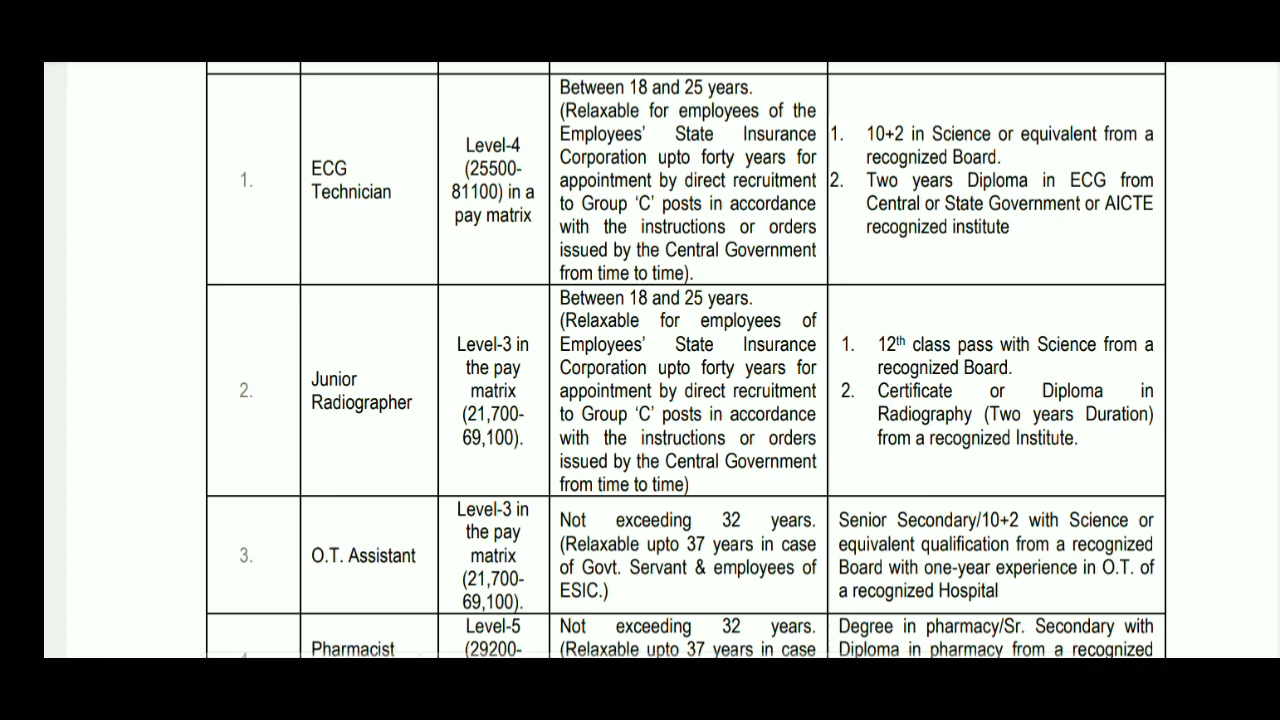 1.
ECG
Technician
Level-4
(25500-
81100) in a
pay matrix
Between 18 and 25 years.
(Relaxable for employees of the
Employees’ State Insurance
Corporation upto forty years for
appointment by direct recruitment
to Group ‘C’ posts in accordance
with the instructions or orders
issued by the Central Government
from time to time).
1. 10+2 in Science or equivalent from a
recognized Board.
2. Two years Diploma in ECG from
Central or State Government or AICTE
recognized institute
2.
Junior
Radiographer
Level-3 in
the pay
matrix
(21,700-
69,100).
Between 18 and 25 years.
(Relaxable for employees of
Employees’ State Insurance
Corporation upto forty years for
appointment by direct recruitment
to Group ‘C’ posts in accordance
with the instructions or orders
issued by the Central Government
from time to time)
1. 12th class pass with Science from a
recognized Board.
2. Certificate or Diploma in
Radiography (Two years Duration)
from a recognized Institute.
3.
O.T. Assistant
Level-3 in
the pay
matrix
(21,700-
69,100).
Not exceeding 32 years.
(Relaxable upto 37 years in case
of Govt. Servant & employees of
ESIC.)
Senior Secondary/10+2 with Science or
equivalent qualification from a recognized
Board with one-year experience in O.T. of
a recognized Hospital
Pharmacist
Level-5
(29200-
Not exceeding 32 years.
(Relaxable upto 37 years in case
Degree in pharmacy/Sr. Secondary with
Diploma in pharmacy from a recognized